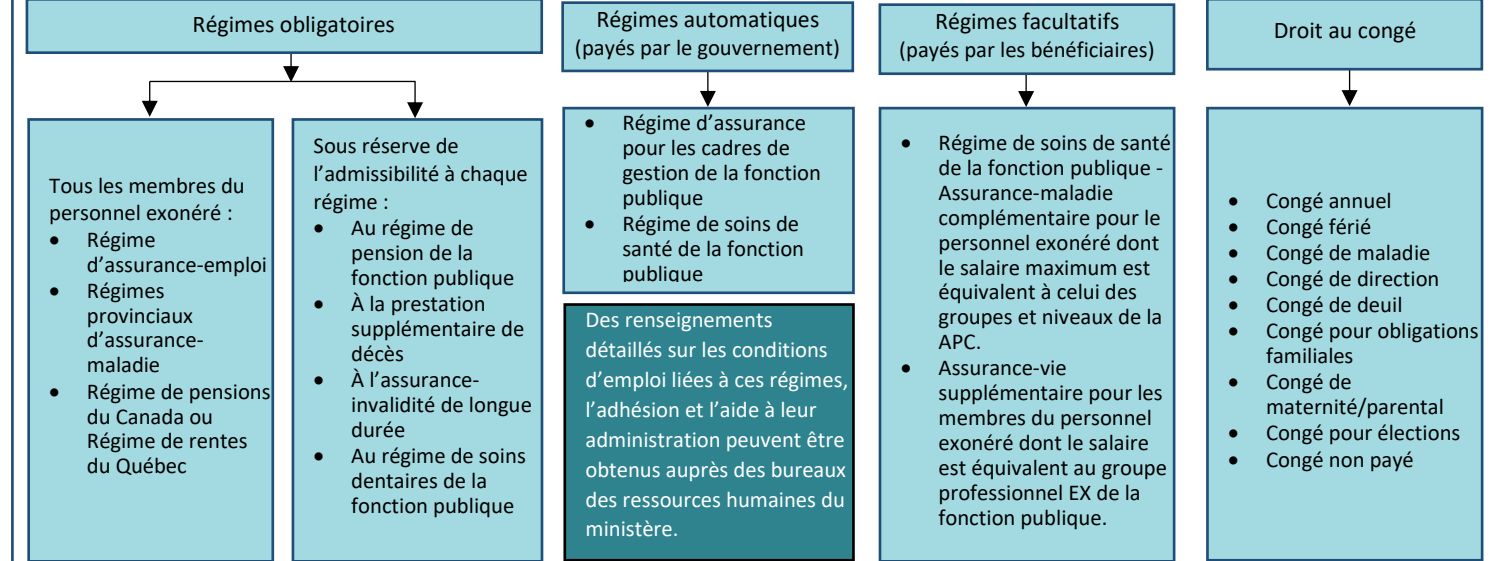 Régimes obligatoires
Tous les membres du
personnel exonéré :
• Régime
d'assurance-emploi
• Régimes
provinciaux
d'assurance-
maladie
• Régime de pensions
du Canada ou
Régime de rentes
du Québec
Sous réserve de
l'admissibilité à chaque
régime :
• Au régime de
pension de la
fonction publique
• À la prestation
supplémentaire de
décès
• À l'assurance-
invalidité de longue
durée
• Au régime de soins
dentaires de la
fonction publique
Régimes automatiques
(payés par le gouvernement)
• Régime d'assurance
pour les cadres de
gestion de la fonction
publique
• Régime de soins de
santé de la fonction
publique
Des renseignements
détaillés sur les conditions
d'emploi liées à ces régimes,
l'adhésion et l'aide à leur
administration peuvent être
obtenus auprès des bureaux
des ressources humaines du
ministère.
Régimes facultatifs
(payés par les bénéficiaires)
• Régime de soins de santé
de la fonction publique -
Assurance-maladie
complémentaire pour le
personnel exonéré dont
le salaire maximum est
équivalent à celui des
groupes et niveaux de la
APC.
• Assurance-vie
supplémentaire pour les
membres du personnel
exonéré dont le salaire
est équivalent au groupe
professionnel EX de la
fonction publique.
Droit au congé
• Congé annuel
• Congé férié
• Congé de maladie
• Congé de direction
• Congé de deuil
• Congé pour obligations
familiales
• Congé de
maternité/parental
• Congé pour élections
• Congé non payé